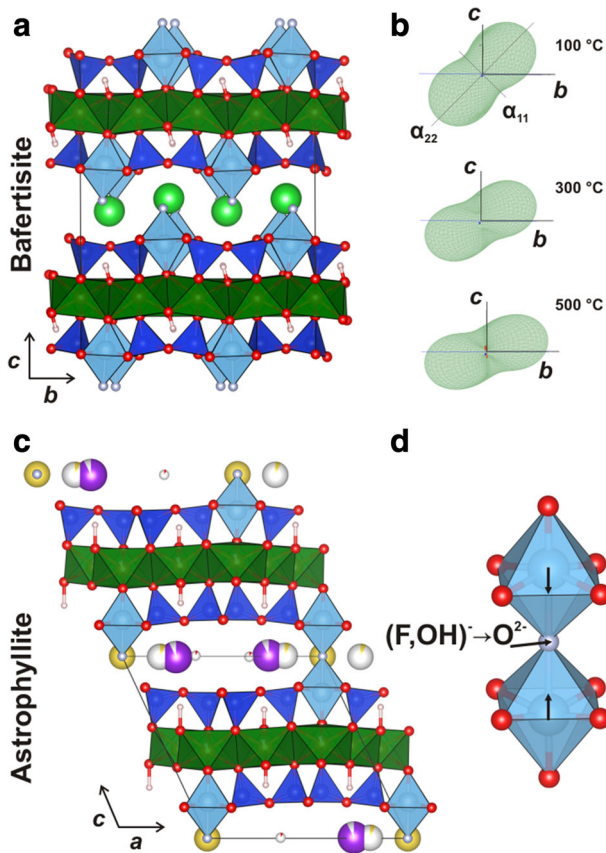 a
Bafertisite
c
b
b
c
100 °C
b
α11
α22
300 °C
c
b
500 °C
c
b
c
Astrophyllite
c
a
d
(F,OH)⁻→O²⁻